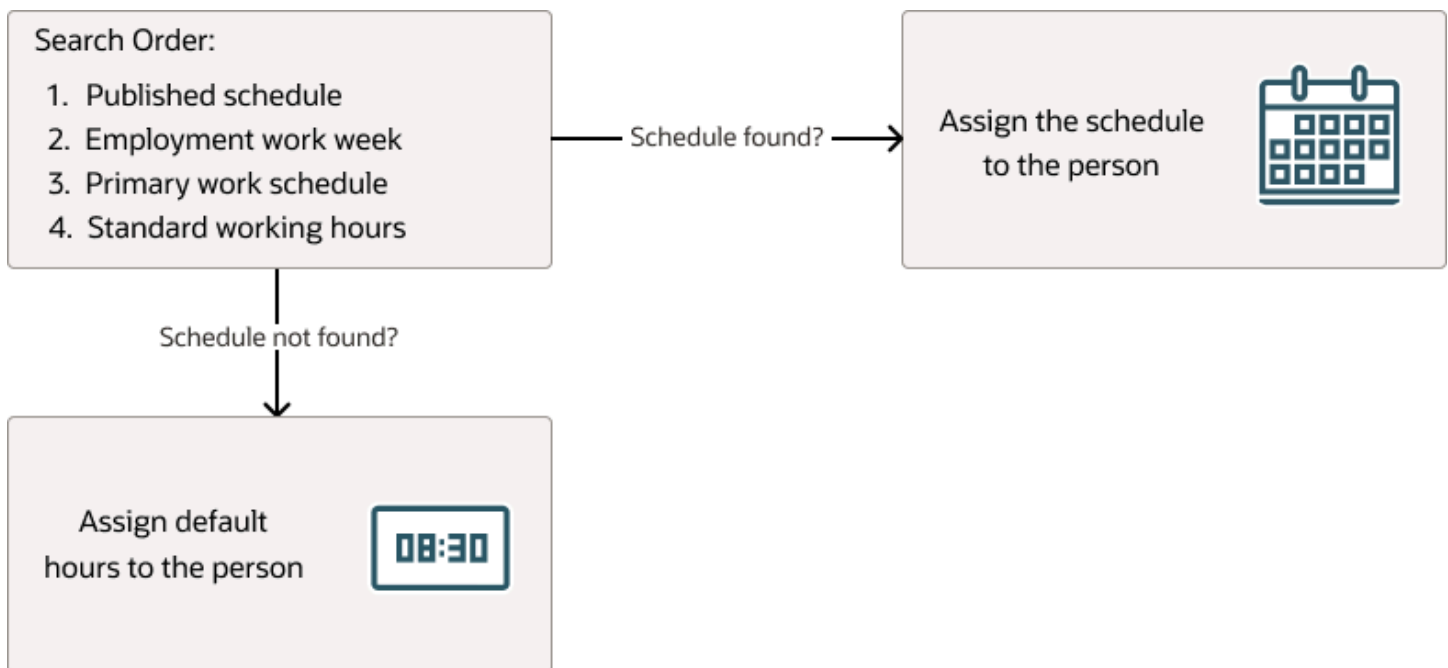 Search Order:
1. Published schedule
2. Employment work week
3. Primary work schedule
4. Standard working hours
Schedule found?
Assign the schedule
to the person
Schedule not found?
Assign default
hours to the person
08:30